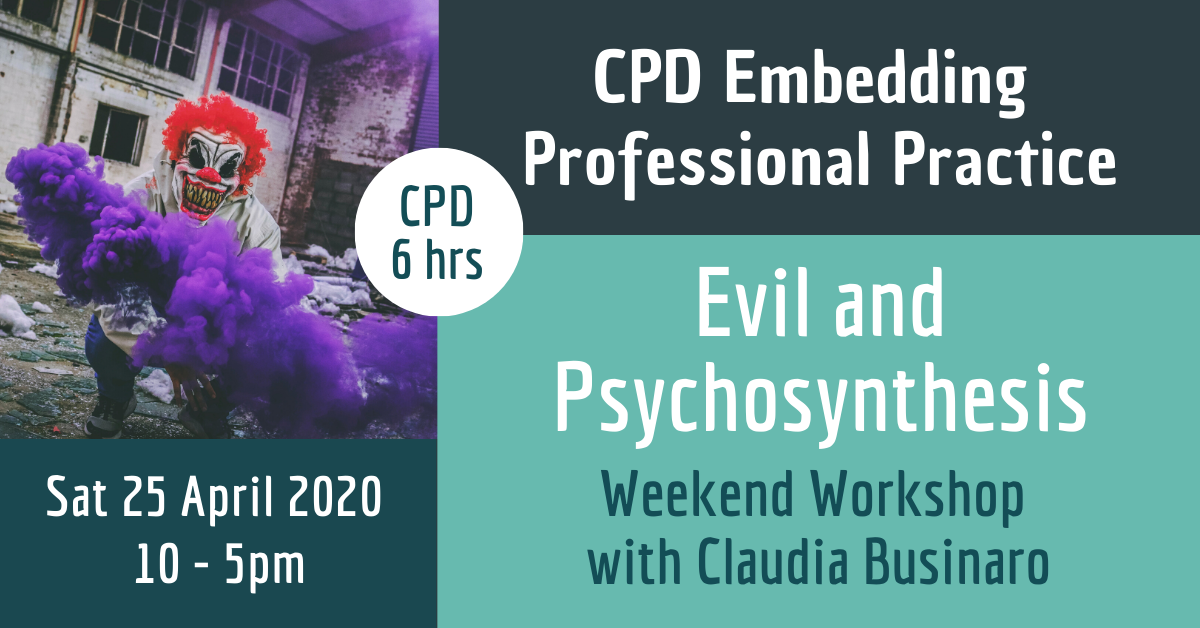 CPD Embedding
Professional Practice
CPD
6 hrs
Evil and
Psychosynthesis
Weekend Workshop
with Claudia Businaro
Sat 25 April 2020
10 - 5pm